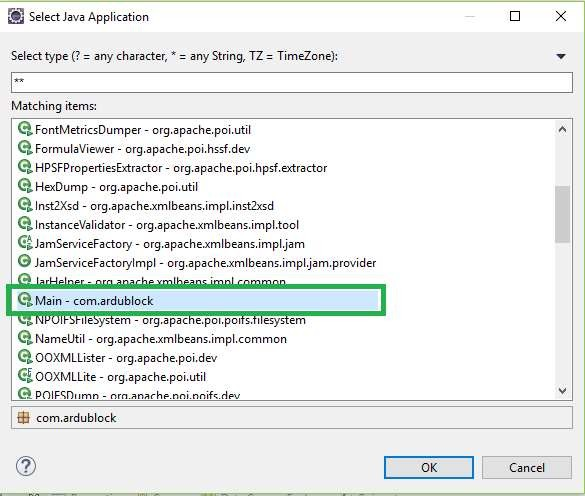 Select Java Application
Select type (? = any character, * = any String, TZ = TimeZone):
**
Matching items:
FontMetricsDumper - org.apache.poi.util
FormulaViewer - org.apache.poi.hssf.dev
HPSFPropertiesExtractor - org.apache.poi.hpsf.extractor
HexDump - org.apache.poi.util
Inst2Xsd - org.apache.xmlbeans.impl.inst2xsd
InstanceValidator - org.apache.xmlbeans.impl.tool
JamServiceFactory - org.apache.xmlbeans.impl.jam
JamServiceFactoryImpl - org.apache.xmlbeans.impl.jam.provider
JarHelper - org.apache.xmlbeans.impl.common
Main - com.ardublock
NPOIFSFileSystem - org.apache.poi.poifs.filesystem
NameUtil - org.apache.xmlbeans.impl.common
OOXMLLister - org.apache.poi.dev
OOXMLLite - org.apache.poi.util
POIFSDump - org.apache.poi.poifs.dev
com.ardublock
OK
Cancel